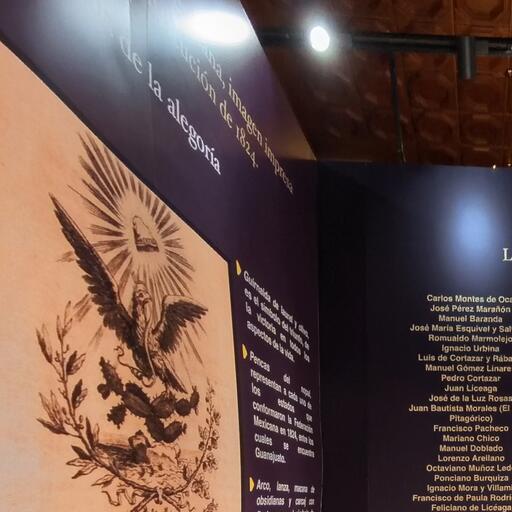 imagen impresa
de 1824.
de la alegoría
Guirnalda de laurel y olivo,
es el símbolo del triunfo, de
la victoria en todos los
aspectos de la vida.
Pencas del nopal,
representan a cada uno de
los estados que
conformaron la Federación
Mexicana en 1824, entre los
cuales se encuentra
Guanajuato.
Arco, lanza, macana de
obsidianas y carcaj con
L
Carlos Montes de Oca
José Pérez Marañón
Manuel Baranda
José María Esquivel y Sal
Romualdo Marmolejo
Ignacio Urbina
Luis de Cortazar y Rába
Manuel Gómez Linare
Pedro Cortazar
Juan Liceaga
José de la Luz Rosas
Juan Bautista Morales (El
Pitagórico)
Francisco Pacheco
Mariano Chico
Manuel Doblado
Lorenzo Arellano
Octaviano Muñoz Led
Ponciano Burquiza
Ignacio Mora y Villami
Francisco de Paula Rodrí
Feliciano de Liceaga